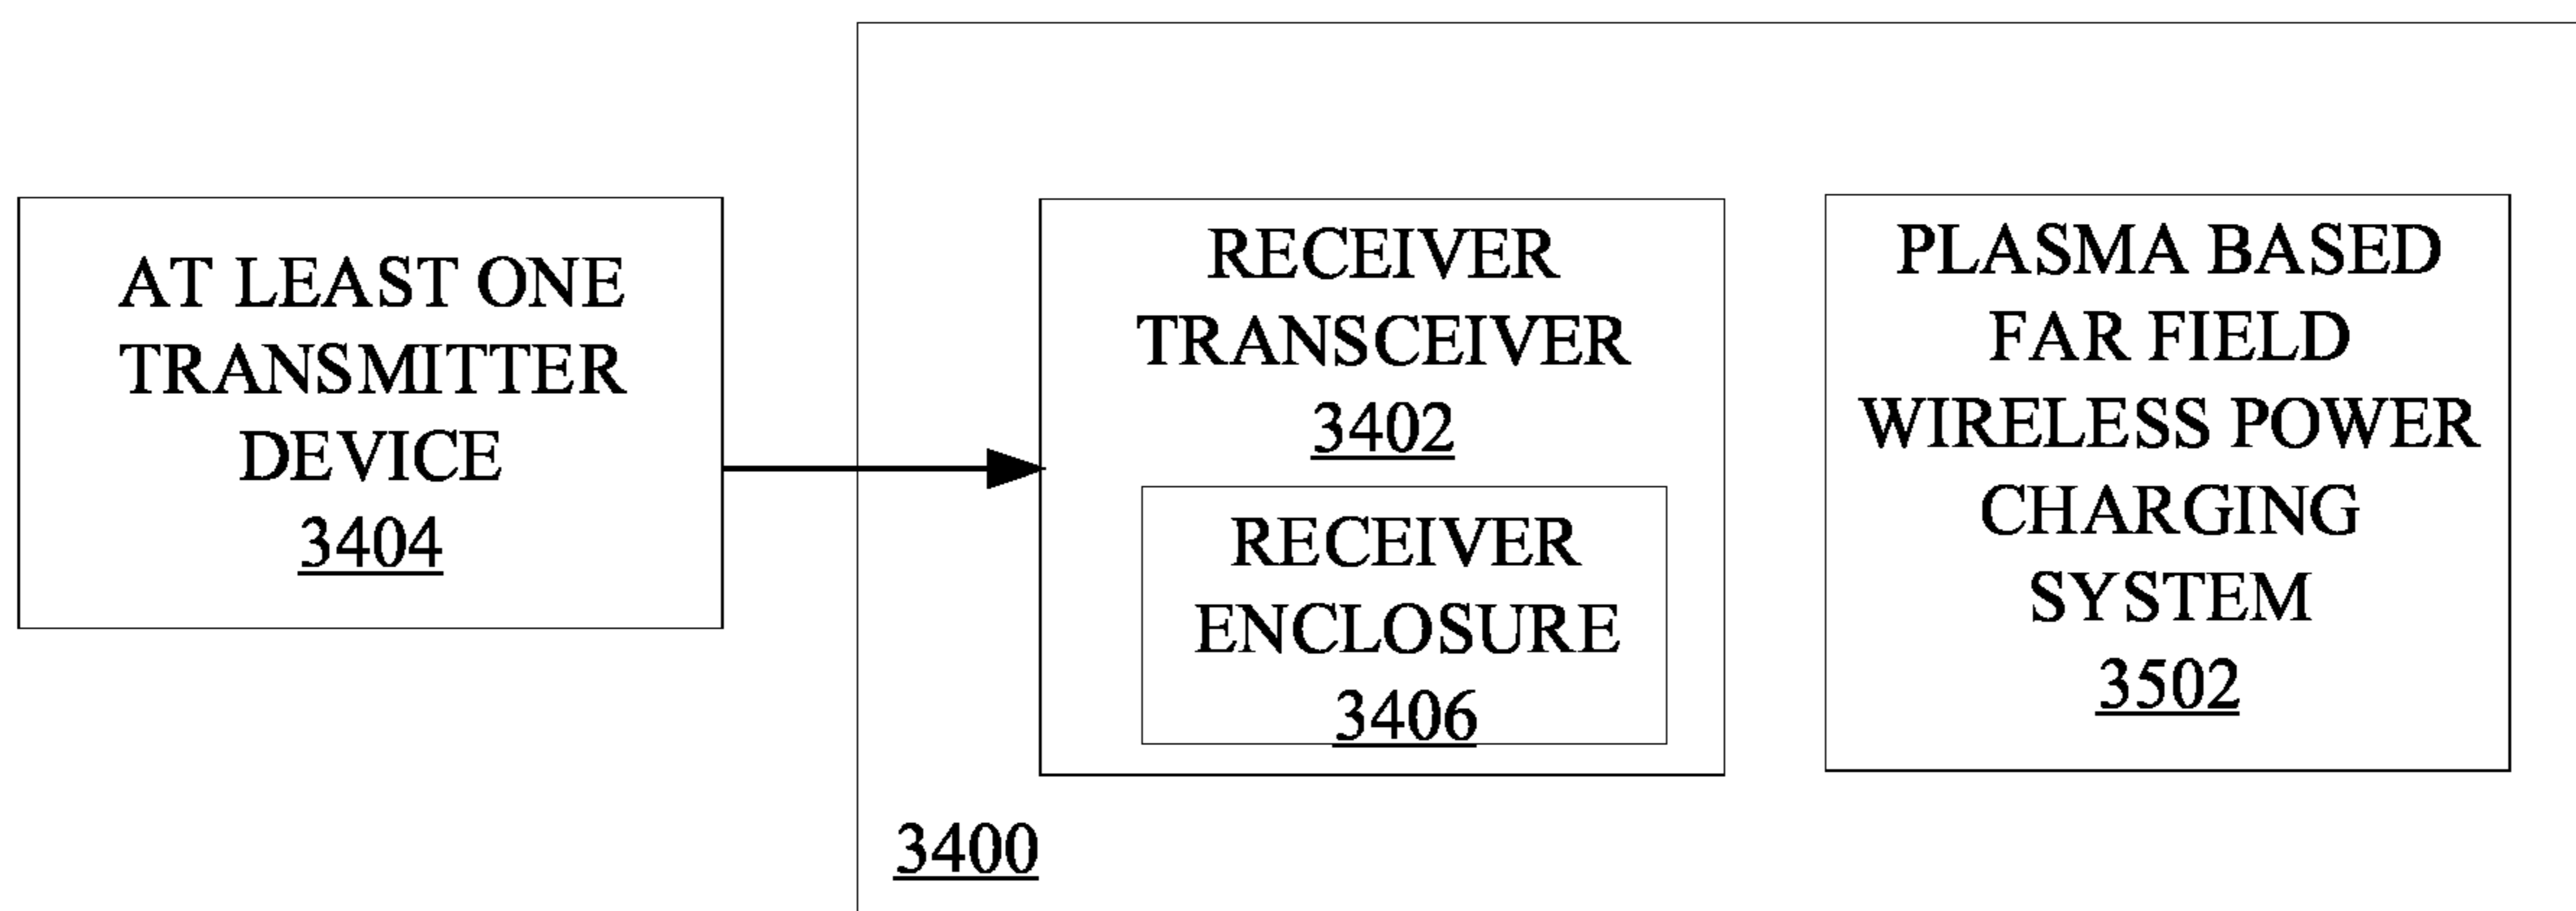 AT LEAST ONE
TRANSMITTER
DEVICE
3404
RECEIVER
TRANSCEIVER
3402
RECEIVER
ENCLOSURE
3406
PLASMA BASED
FAR FIELD
WIRELESS POWER
CHARGING
SYSTEM
3502
3400